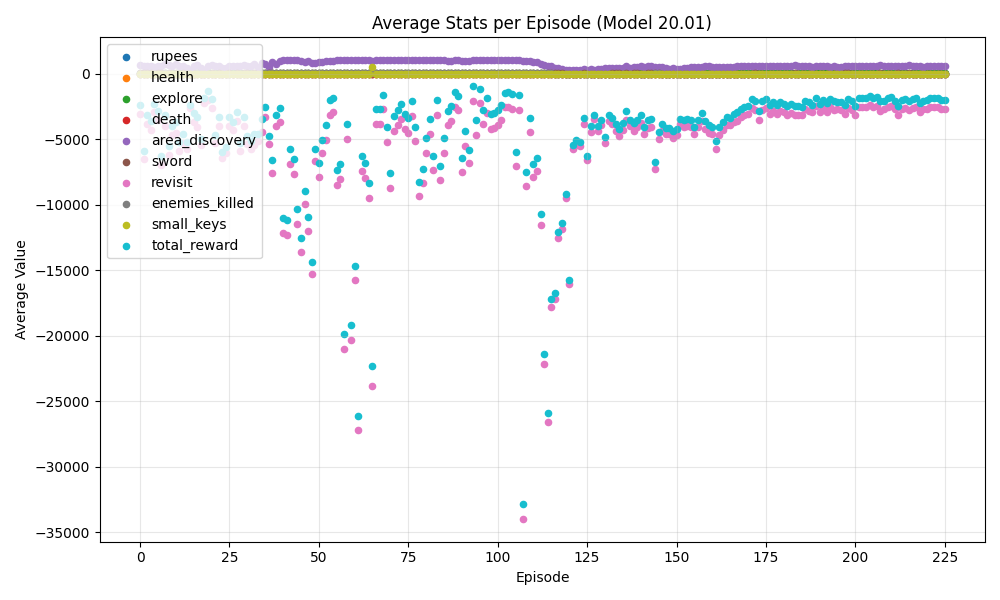 Average Stats per Episode (Model 20.01)
rupees
health
explore
death
area_discovery
sword
revisit
enemies_killed
small_keys
total_reward
Average Value
0
−5000
−10000
−15000
−20000
−25000
−30000
−35000
0 25 50 75 100 125 150 175 200 225
Episode